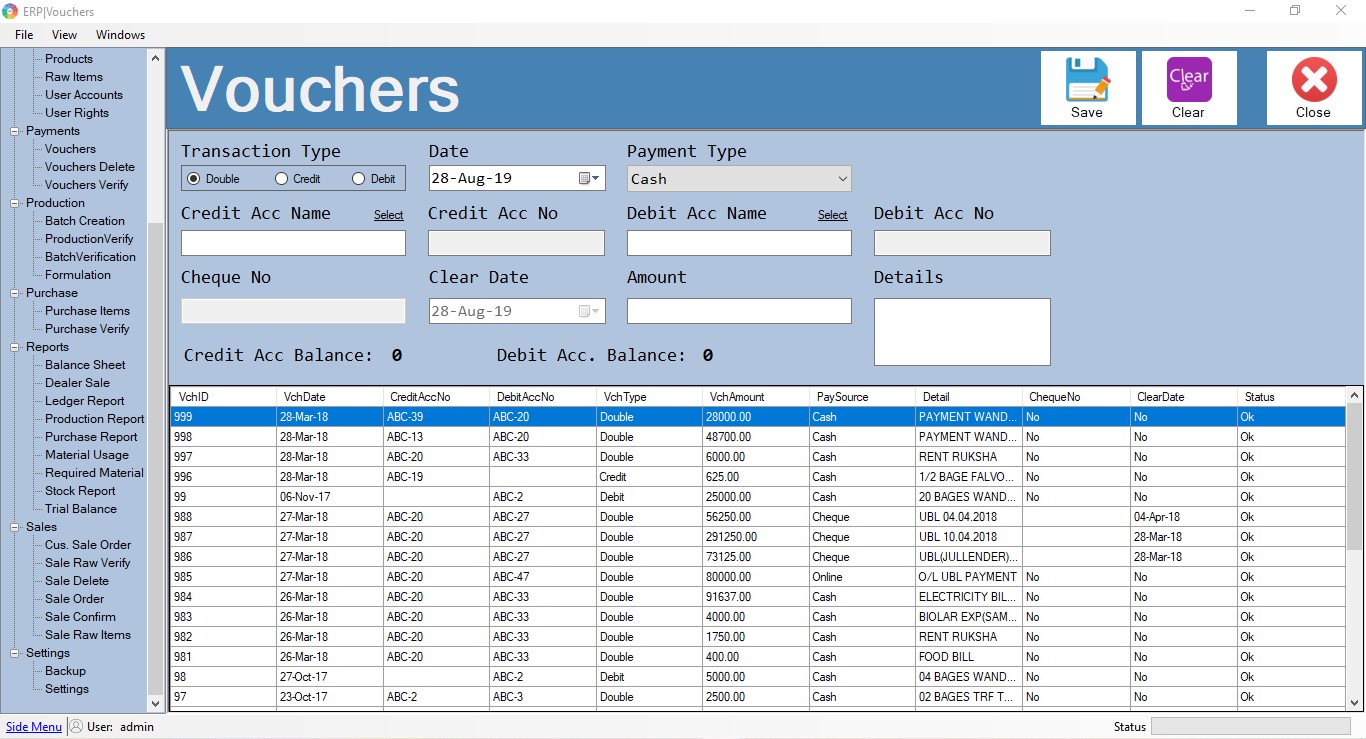 ERP|Vouchers
File View Windows
Products
Raw Items
User Accounts
User Rights
Payments
Vouchers
Vouchers Delete
Vouchers Verify
Production
Batch Creation
ProductionVerify
BatchVerification
Formulation
Purchase
Purchase Items
Purchase Verify
Reports
Balance Sheet
Dealer Sale
Ledger Report
Production Report
Purchase Report
Material Usage
Required Material
Stock Report
Trial Balance
Sales
Cus. Sale Order
Sale Raw Verify
Sale Delete
Sale Order
Sale Confirm
Sale Raw Items
Settings
Backup
Settings
Vouchers
Clear
Save Clear Close
Transaction Type Date Payment Type
Double Credit Debit 28-Aug-19 Cash
Credit Acc Name Select Credit Acc No Debit Acc Name Select Debit Acc No
Cheque No Clear Date Amount Details
28-Aug-19
Credit Acc Balance: 0 Debit Acc. Balance: 0
VchID VchDate CreditAccNo DebitAccNo VchType VchAmount PaySource Detail ChequeNo ClearDate Status
999 28-Mar-18 ABC-39 ABC-20 Double 28000.00 Cash PAYMENT WAND... No No Ok
998 28-Mar-18 ABC-13 ABC-20 Double 48700.00 Cash PAYMENT WAND... No No Ok
997 28-Mar-18 ABC-20 ABC-33 Double 6000.00 Cash RENT RUKSHA No No Ok
996 28-Mar-18 ABC-19 Credit 625.00 Cash 1/2 BAGE FALVO... No No Ok
99 06-Nov-17 ABC-2 Debit 25000.00 Cash 20 BAGES WAND... No No Ok
988 27-Mar-18 ABC-20 ABC-27 Double 56250.00 Cheque UBL 04.04.2018 04-Apr-18 Ok
987 27-Mar-18 ABC-20 ABC-27 Double 291250.00 Cheque UBL 10.04.2018 28-Mar-18 Ok
986 27-Mar-18 ABC-20 ABC-27 Double 73125.00 Cheque UBL(JULLENDER)... 28-Mar-18 Ok
985 27-Mar-18 ABC-20 ABC-47 Double 80000.00 Online O/L UBL PAYMENT No No Ok
984 26-Mar-18 ABC-20 ABC-33 Double 91637.00 Cash ELECTRICITY BIL... No No Ok
983 26-Mar-18 ABC-20 ABC-33 Double 4000.00 Cash BIOLAR EXP(SAM... No No Ok
982 26-Mar-18 ABC-20 ABC-33 Double 1750.00 Cash RENT RUKSHA No No Ok
981 26-Mar-18 ABC-20 ABC-33 Double 400.00 Cash FOOD BILL No No Ok
98 27-Oct-17 ABC-2 Debit 5000.00 Cash 04 BAGES WAND... No No Ok
97 23-Oct-17 ABC-2 ABC-3 Double 2500.00 Cash 02 BAGES TRF T... No No Ok
Side Menu User: admin Status